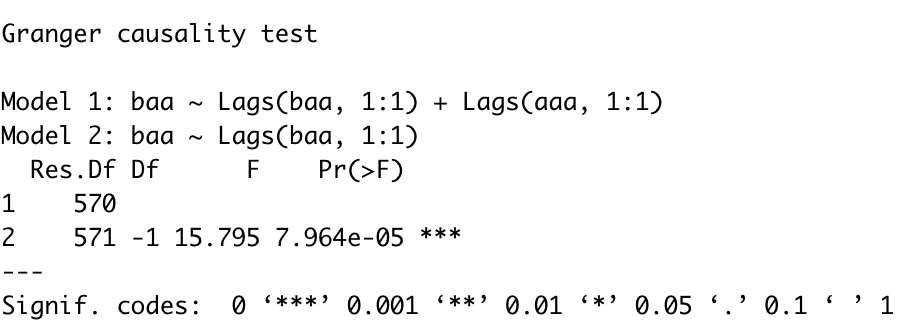 Granger causality test
Model 1: baa ~ Lags(baa, 1:1) + Lags(aaa, 1:1)
Model 2: baa ~ Lags(baa, 1:1)
  Res.Df Df      F    Pr(>F)
1    570
2    571 -1 15.795 7.964e-05 ***
---
Signif. codes:  0 ‘***’ 0.001 ‘**’ 0.01 ‘*’ 0.05 ‘.’ 0.1 ‘ ’ 1